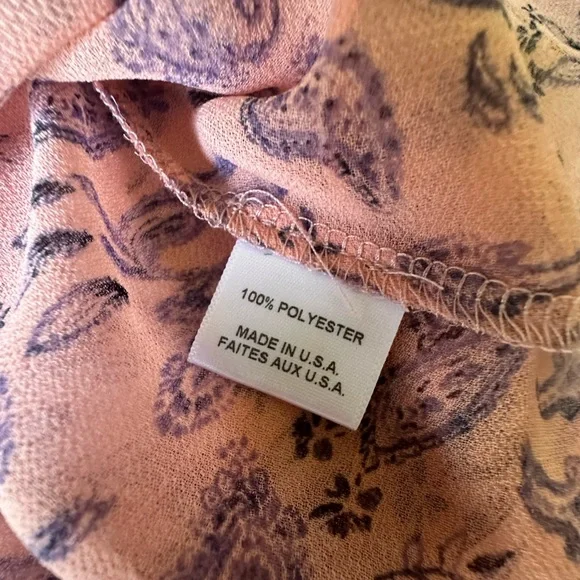 100% POLYESTER
MADE IN U.S.A.
FAITES AUX U.S.A.